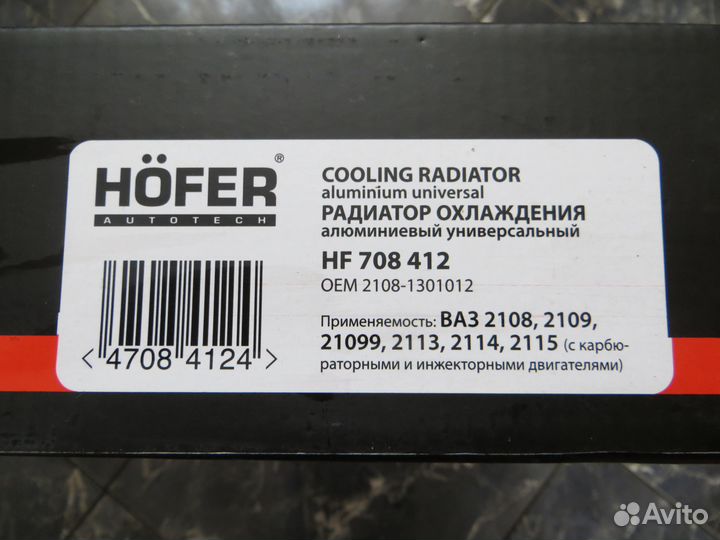 HÖFER®
AUTOTECH
<4708 4124>
COOLING RADIATOR
aluminium universal
РАДИАТОР ОХЛАЖДЕНИЯ
алюминиевый универсальный
HF 708 412
OEM 2108-1301012
Применяемость: ВАЗ 2108, 2109,
21099, 2113, 2114, 2115 (с карбю-
раторными и инжекторными двигателями)
Avito